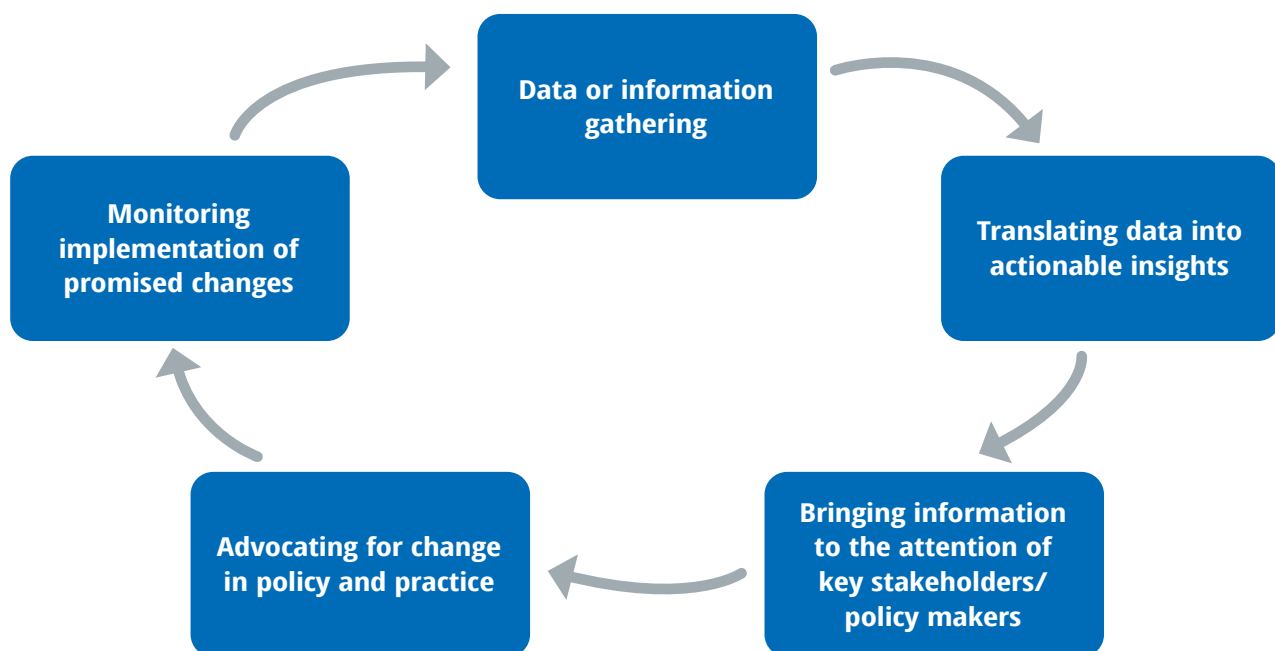 Data or information
gathering
Translating data into
actionable insights
Bringing information
to the attention of
key stakeholders/
policy makers
Advocating for change
in policy and practice
Monitoring
implementation of
promised changes